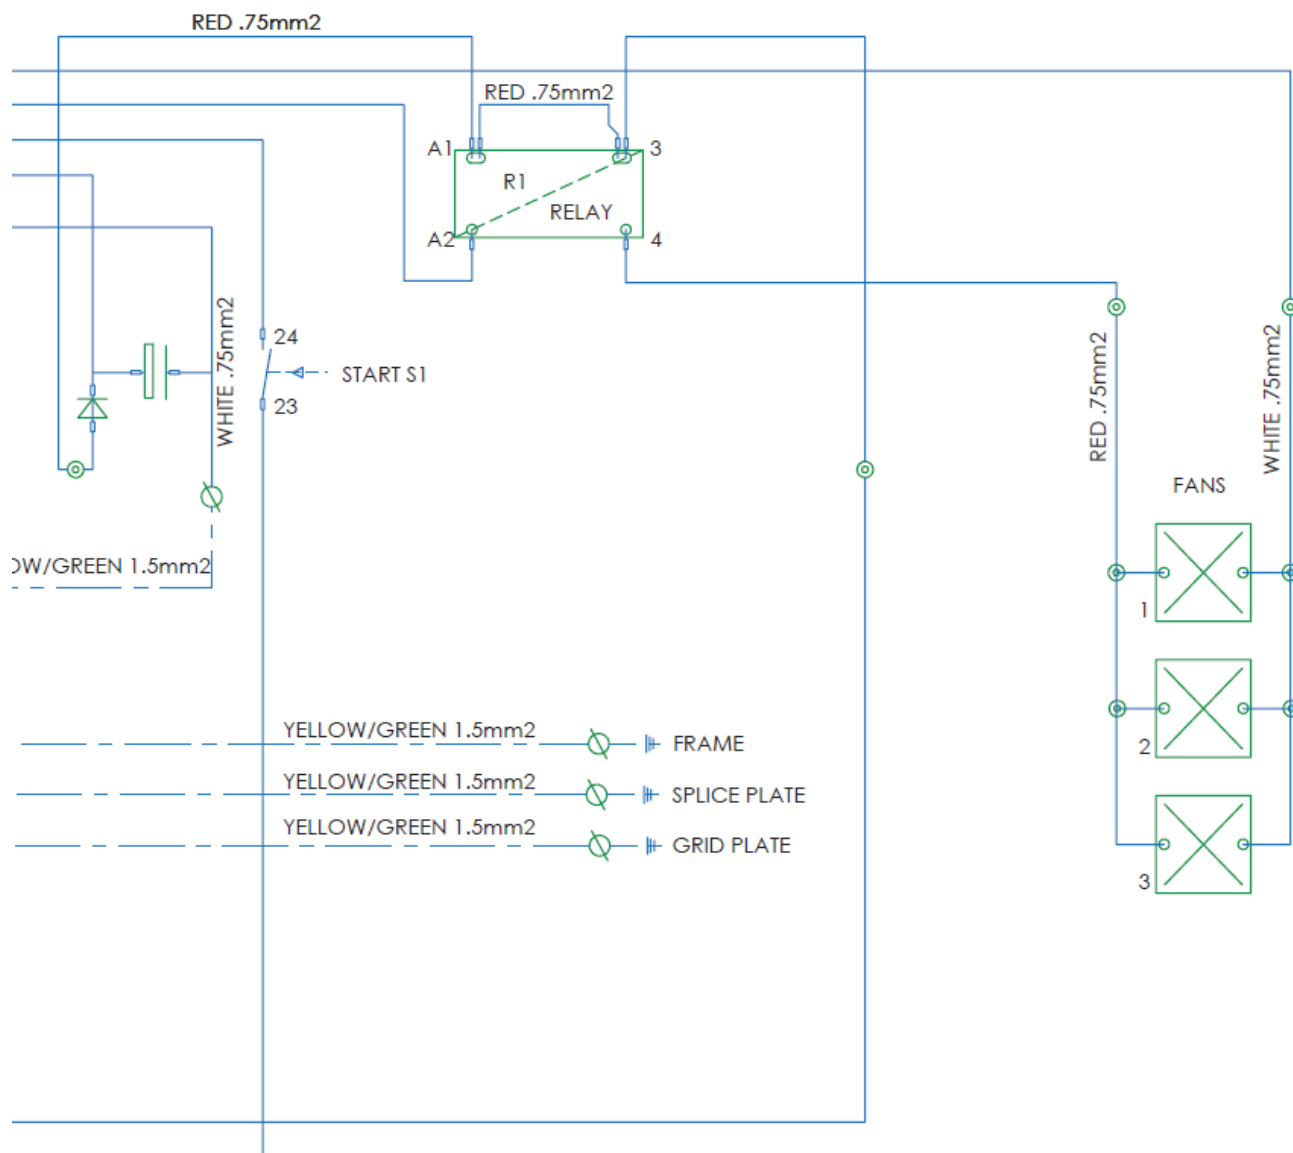 RED .75mm2
RED .75mm2
A1
3
R1
RELAY
A2
4
WHITE .75mm2
24
START S1
23
RED .75mm2
WHITE .75mm2
FANS
OW/GREEN 1.5mm2
1
YELLOW/GREEN 1.5mm2
FRAME
2
YELLOW/GREEN 1.5mm2
SPLICE PLATE
YELLOW/GREEN 1.5mm2
GRID PLATE
3